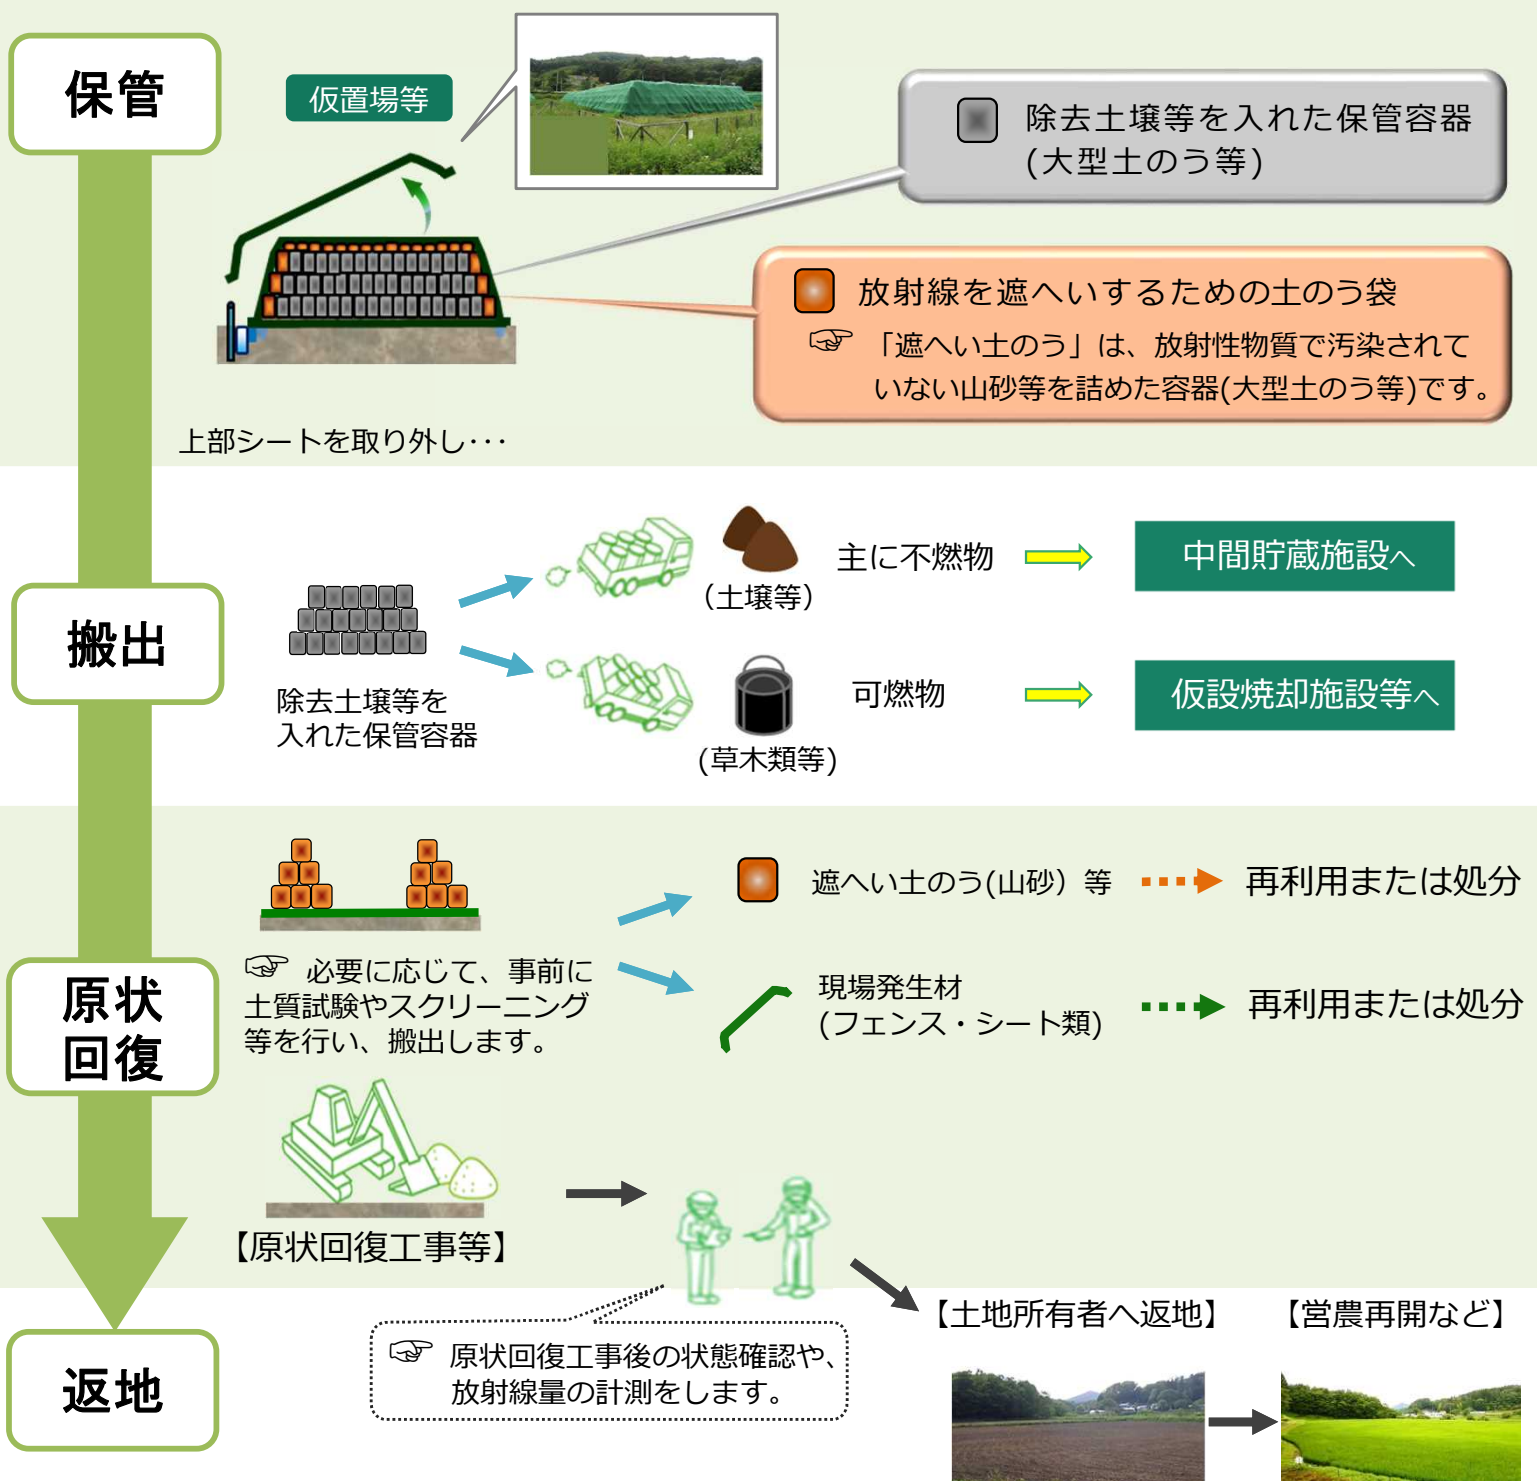 保管
仮置場等
除去土壌等を入れた保管容器
(大型土のう等)
放射線を遮へいするための土のう袋
☞ 「遮へい土のう」は、放射性物質で汚染されて
いない山砂等を詰めた容器(大型土のう等)です。
上部シートを取り外し･･･
搬出
除去土壌等を
入れた保管容器
(土壌等)
主に不燃物
中間貯蔵施設へ
(草木類等)
可燃物
仮設焼却施設等へ
原状
回復
☞ 必要に応じて、事前に
土質試験やスクリーニング
等を行い、搬出します。
遮へい土のう(山砂）等
再利用または処分
現場発生材
(フェンス・シート類)
再利用または処分
【原状回復工事等】
☞ 原状回復工事後の状態確認や、
放射線量の計測をします。
返地
【土地所有者へ返地】
【営農再開など】